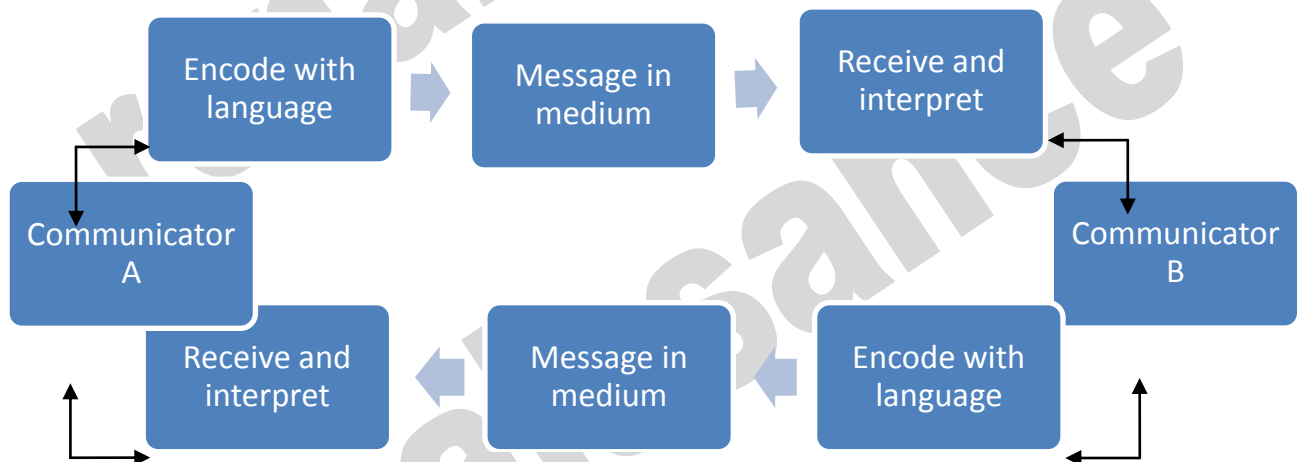 Encode with
language
Message in
medium
Receive and
interpret
Communicator
A
Communicator
B
Receive and
interpret
Message in
medium
Encode with
language